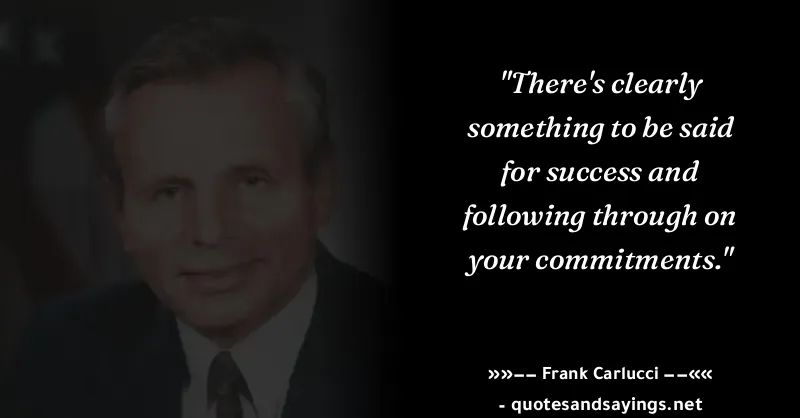 "There's clearly
something to be said
for success and
following through on
your commitments."
»»–– Frank Carlucci ––««
- quotesandsayings.net